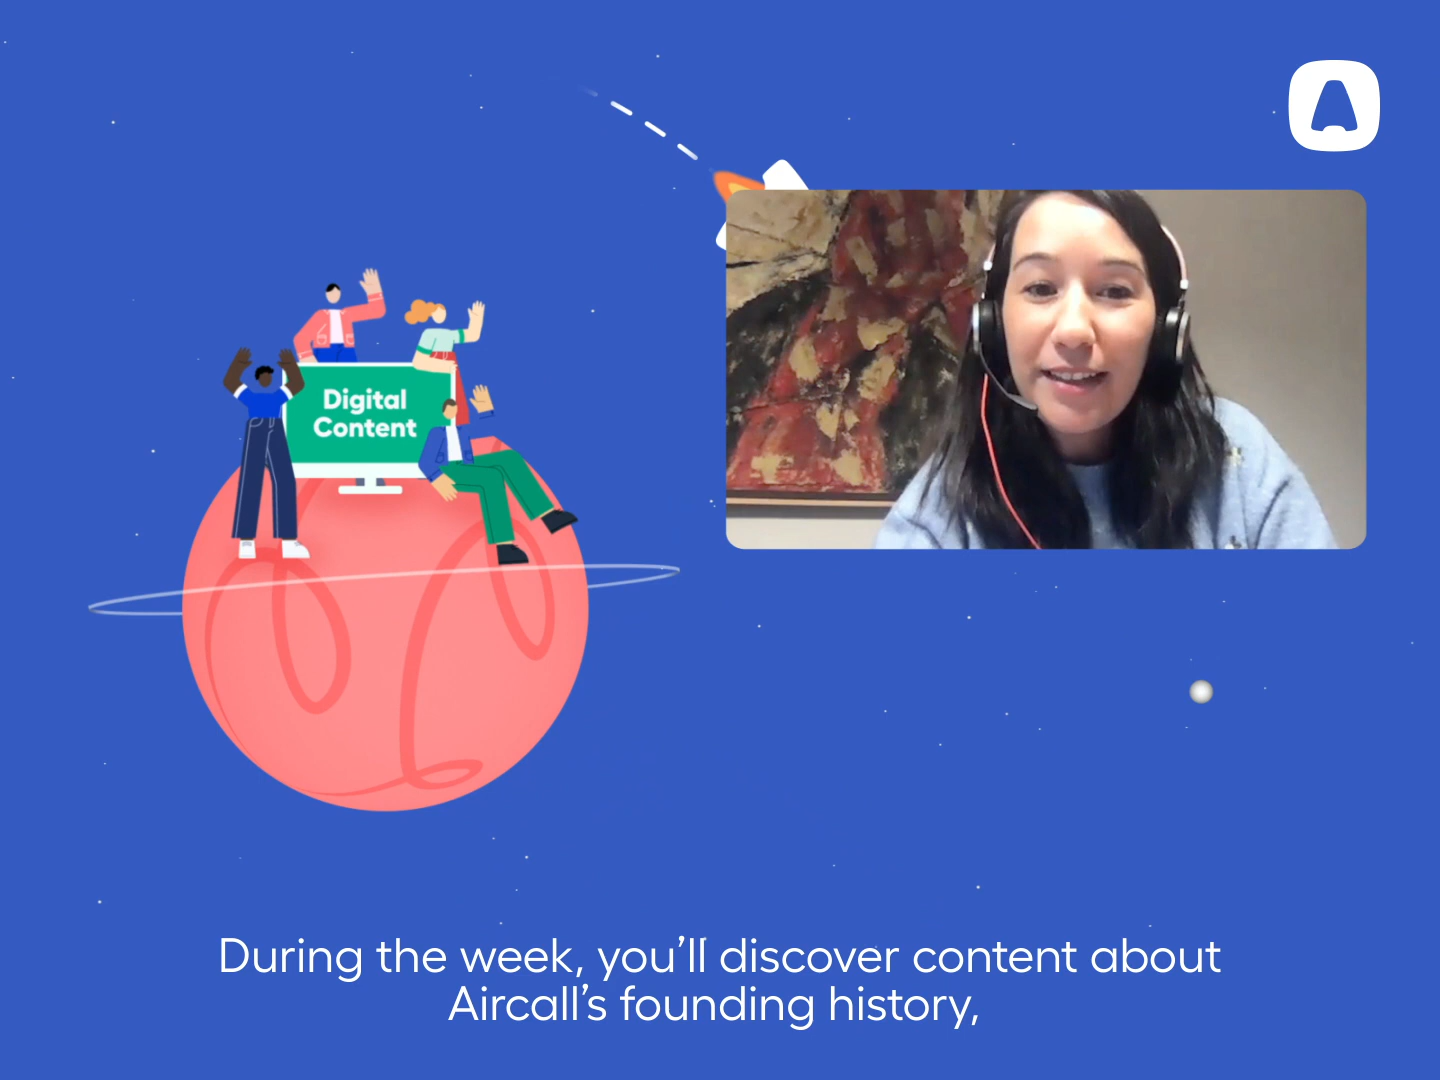 Digital
Content
During the week, you’ll discover content about
Aircall’s founding history,